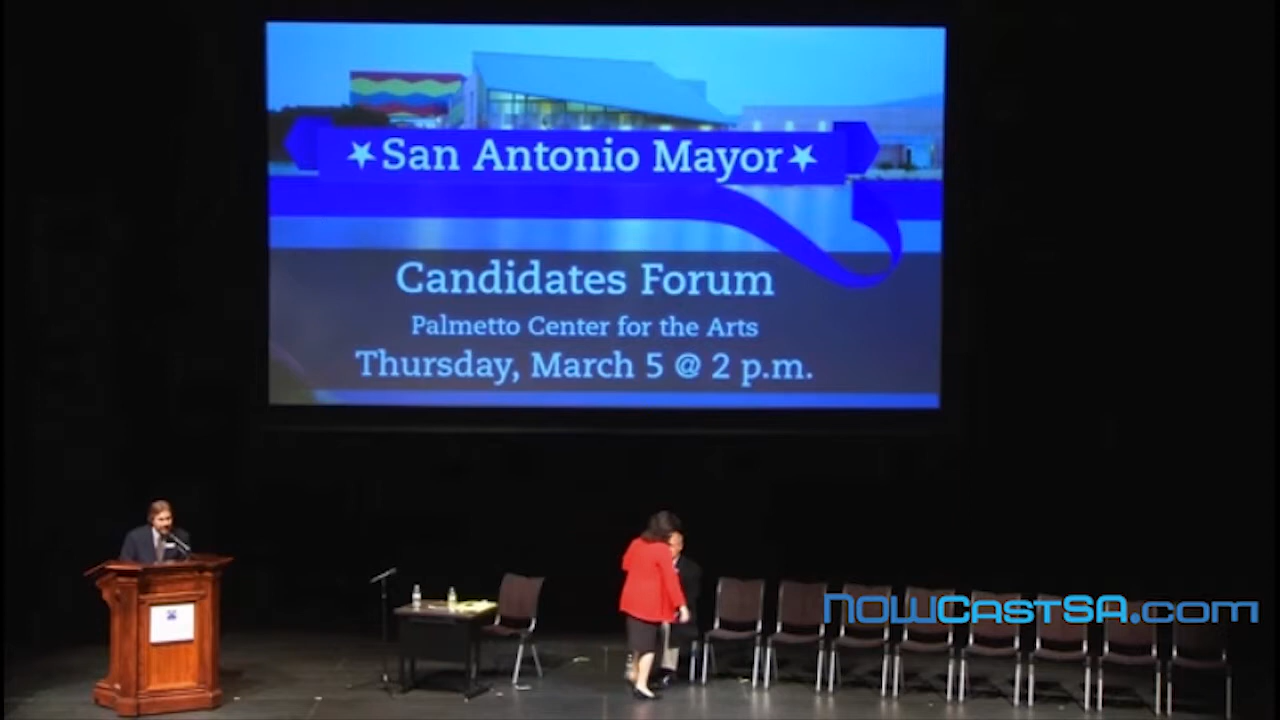 San Antonio Mayor
Candidates Forum
Palmetto Center for the Arts
Thursday, March 5 @ 2 p.m.
NOWCastSA.com